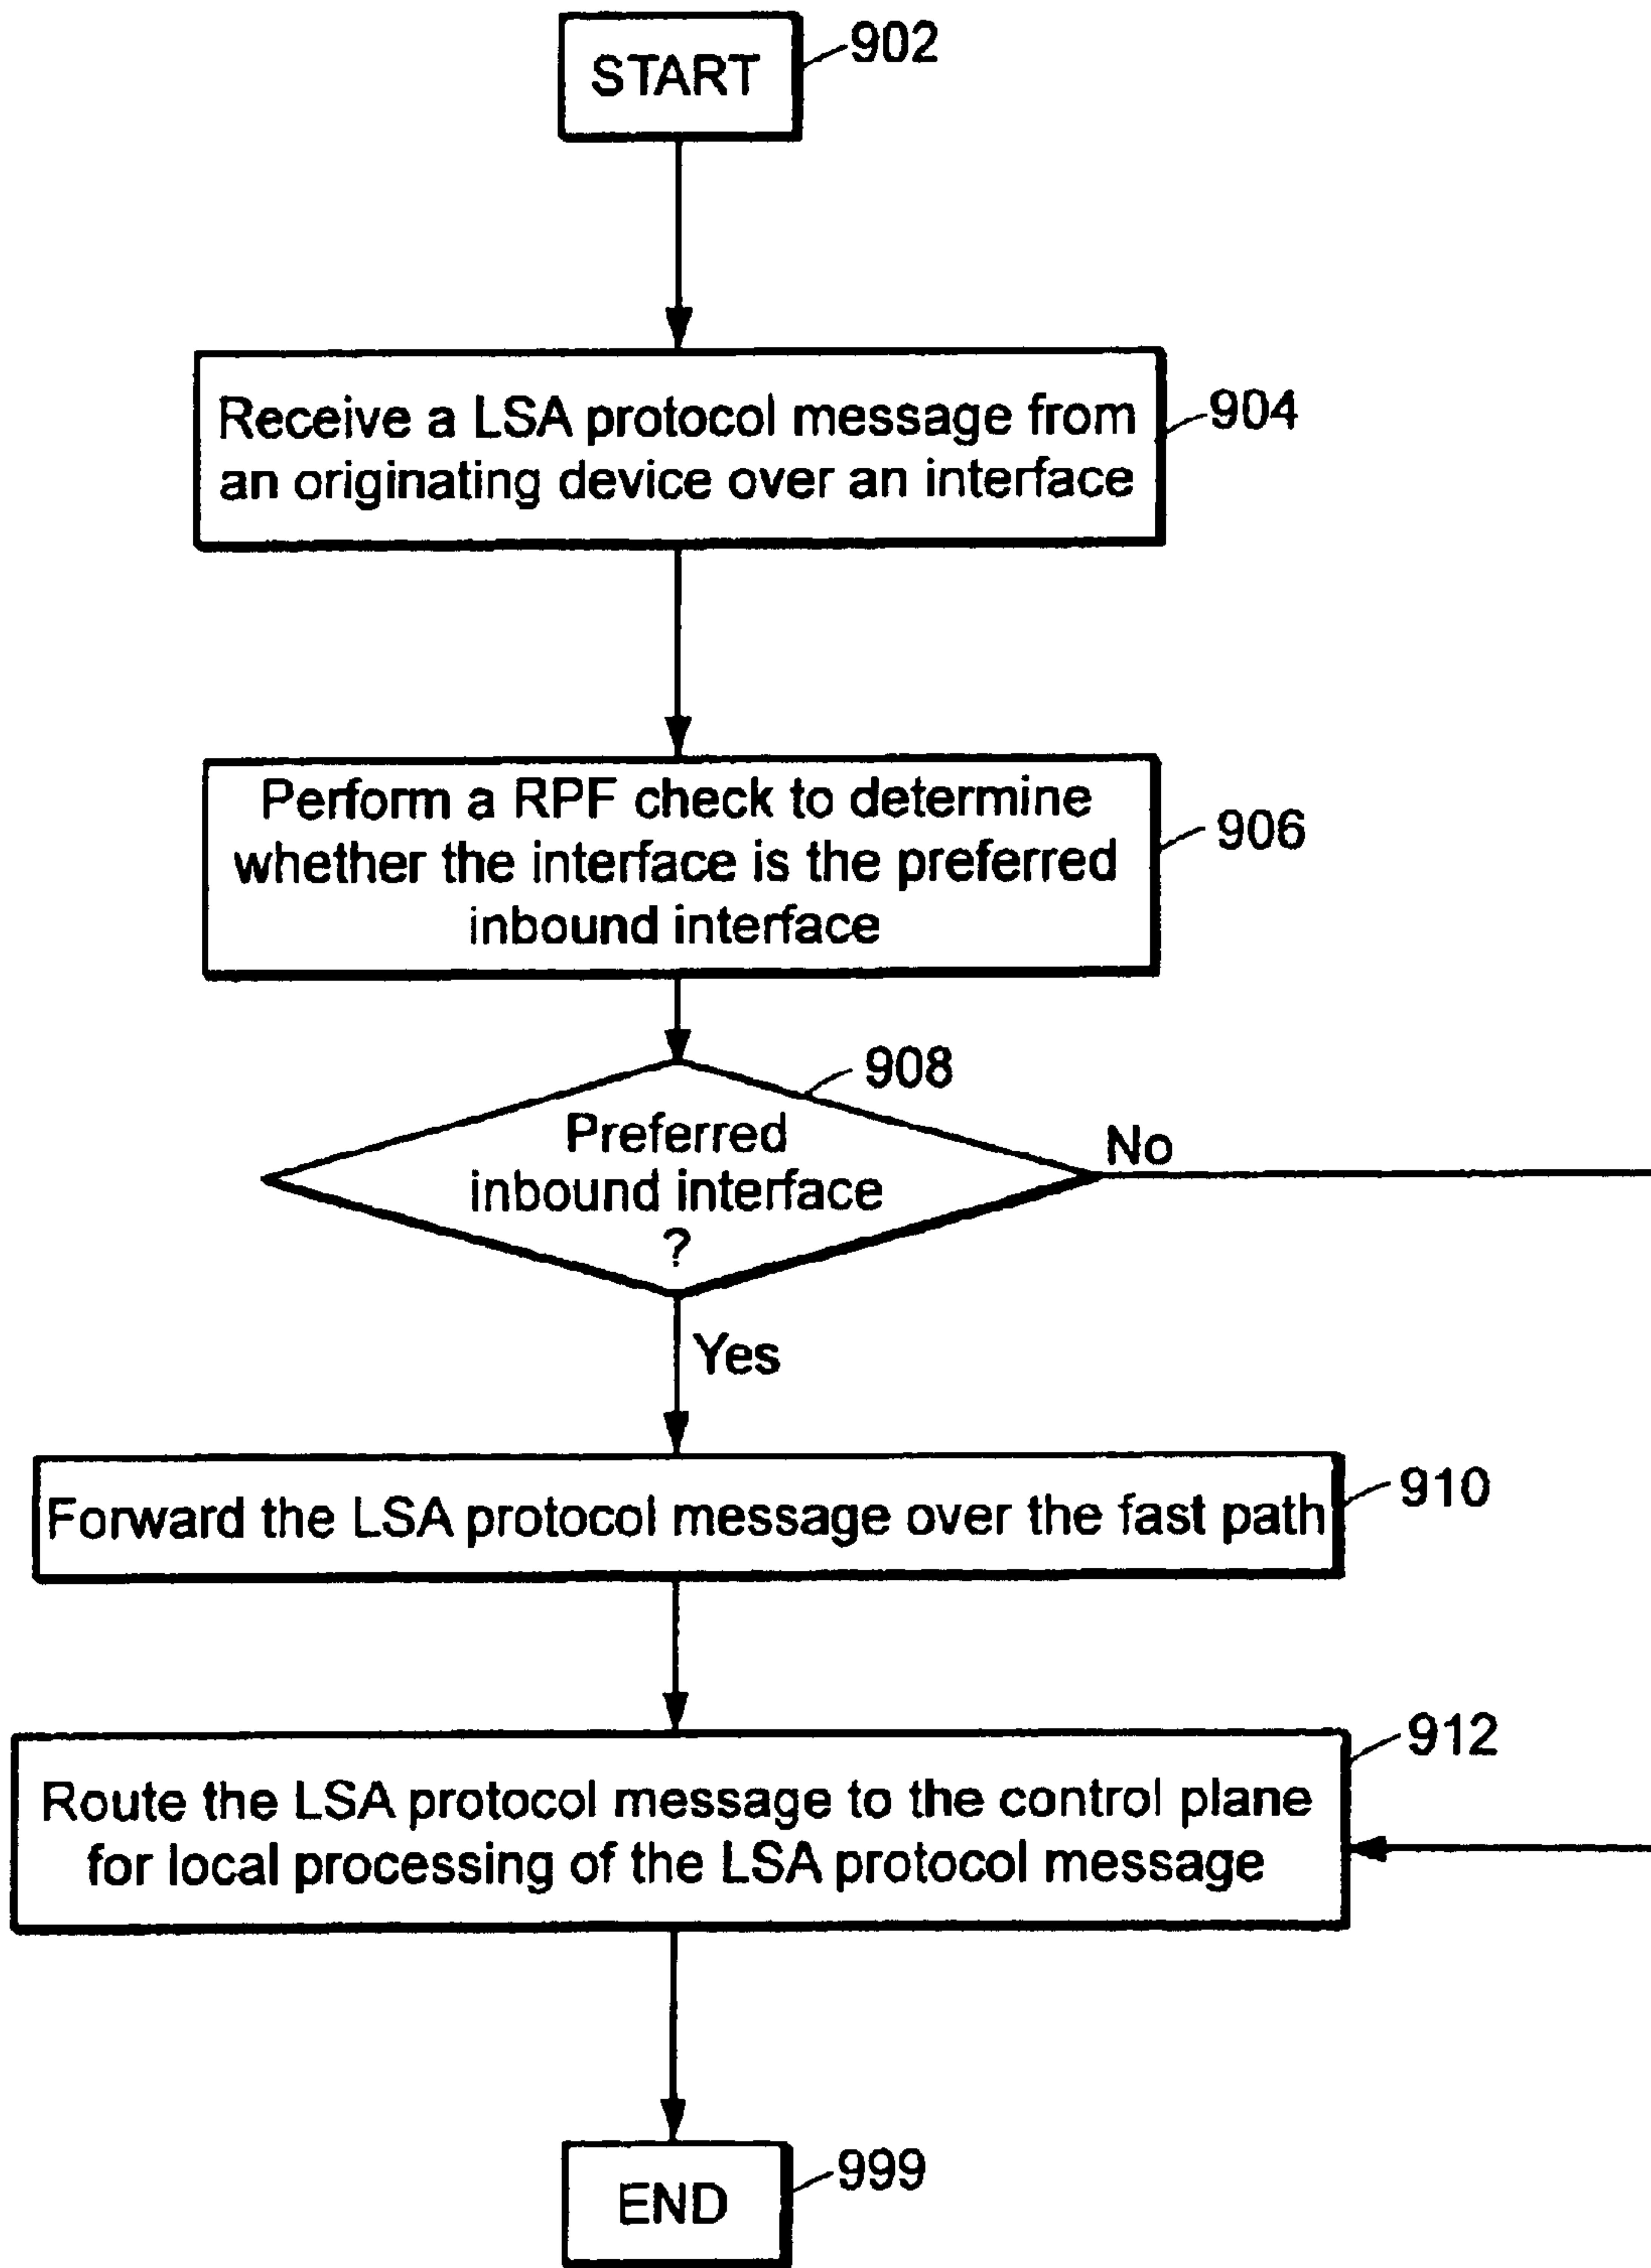 START
902
Receive a LSA protocol message from
an originating device over an interface
904
Perform a RPF check to determine
whether the interface is the preferred
inbound interface
906
908
Preferred
inbound interface
?
No
Yes
Forward the LSA protocol message over the fast path
910
Route the LSA protocol message to the control plane
for local processing of the LSA protocol message
912
END
999